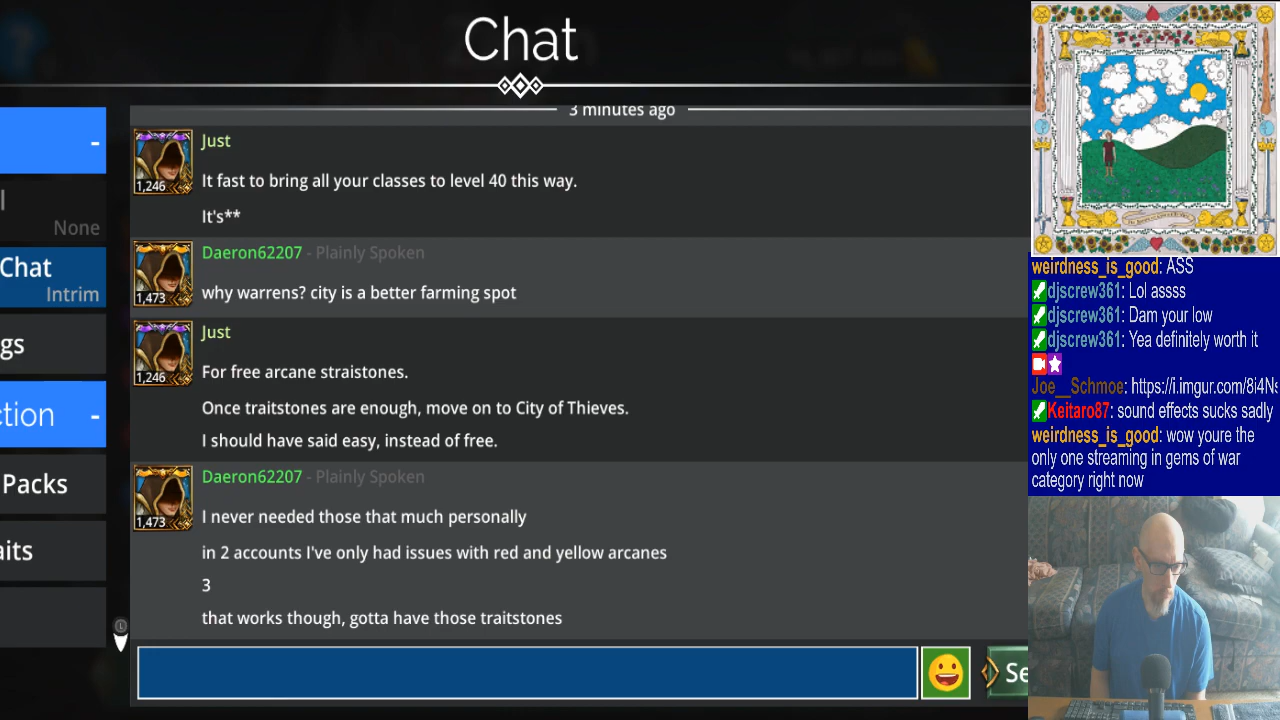 Chat
-
None
Chat
Intrim
gs
ction -
Packs
aits
3 minutes ago
Just
1,246
It fast to bring all your classes to level 40 this way.
It's**
Daeron62207 - Plainly Spoken
1,473
why warrens? city is a better farming spot
Just
1,246
For free arcane straistones.
Once traitstones are enough, move on to City of Thieves.
I should have said easy, instead of free.
Daeron62207 - Plainly Spoken
1,473
I never needed those that much personally
in 2 accounts I've only had issues with red and yellow arcanes
3
that works though, gotta have those traitstones
Se
weirdness_is_good: ASS
djscrew361: Lol assss
djscrew361: Dam your low
djscrew361: Yea definitely worth it
Joe__Schmoe: https://i.imgur.com/8i4Ns
Keitaro87: sound effects sucks sadly
weirdness_is_good: wow youre the
only one streaming in gems of war
category right now